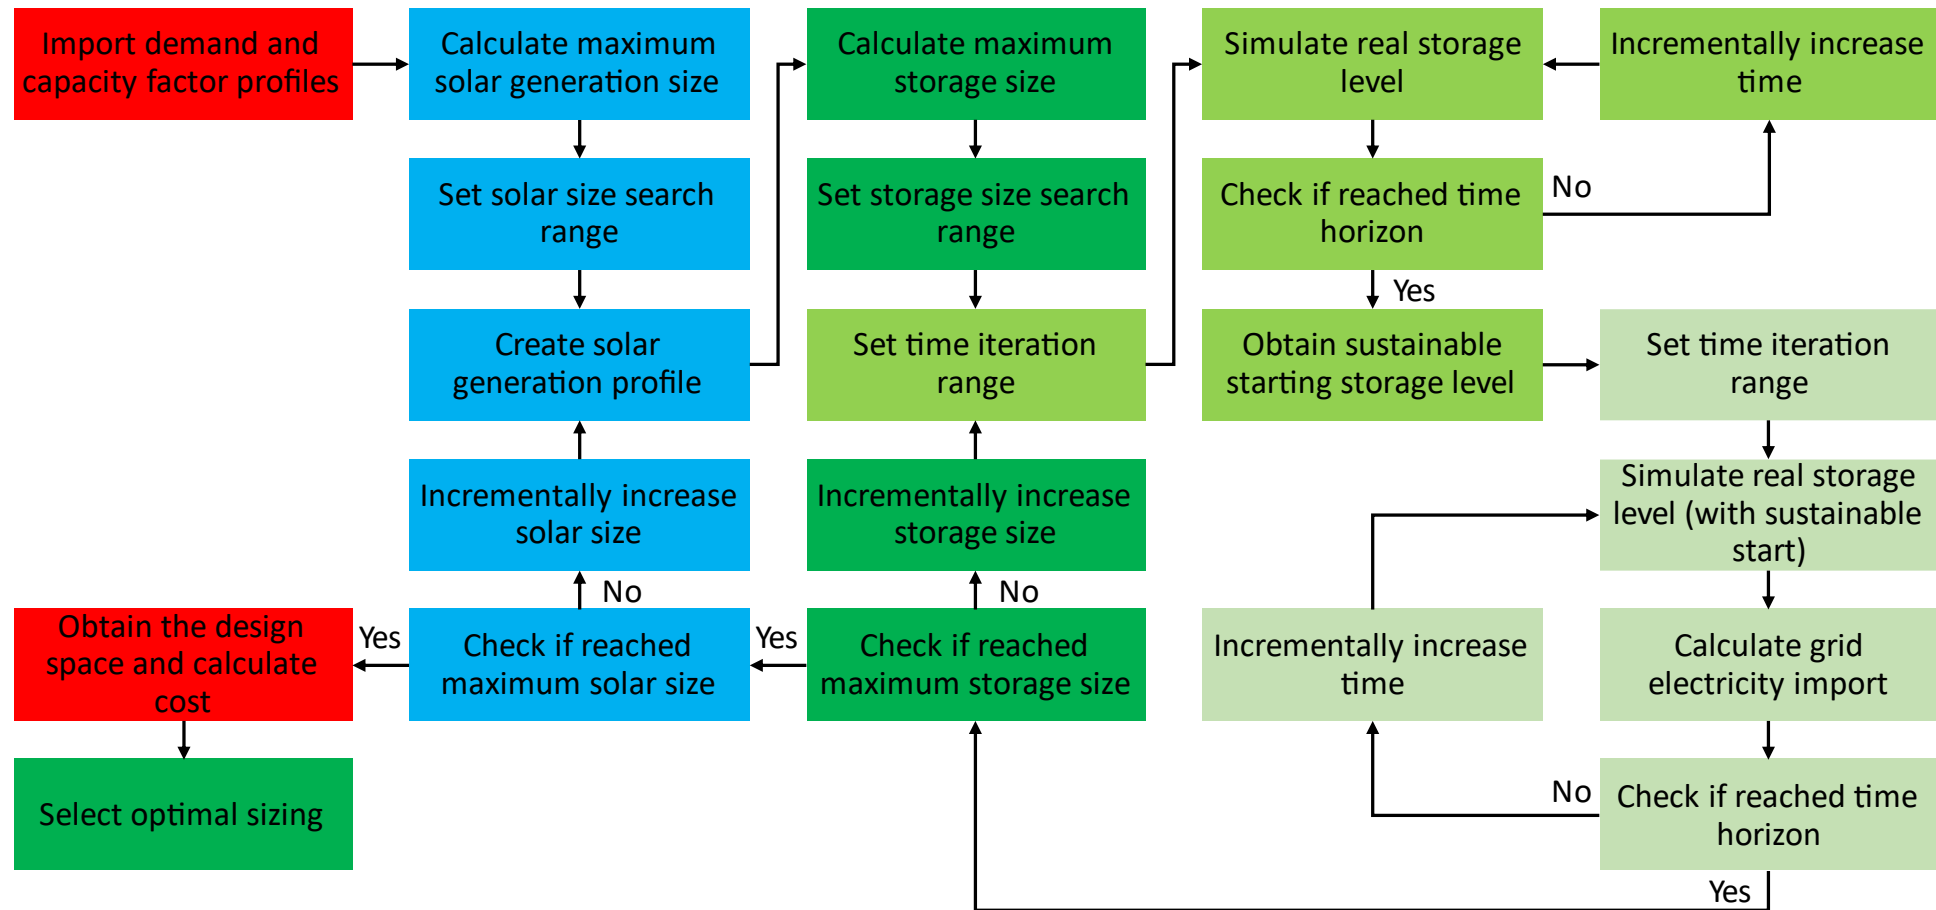 Import demand and
capacity factor profiles
Calculate maximum
solar generation size
Calculate maximum
storage size
Simulate real storage
level
Incrementally increase
time
Set solar size search
range
Set storage size search
range
Check if reached time
horizon
No
Yes
Create solar
generation profile
Set time iteration
range
Obtain sustainable
starting storage level
Set time iteration
range
Incrementally increase
solar size
Incrementally increase
storage size
Simulate real storage
level (with sustainable
start)
No
No
Obtain the design
space and calculate
cost
Yes
Check if reached
maximum solar size
Yes
Check if reached
maximum storage size
Incrementally increase
time
Calculate grid
electricity import
Select optimal sizing
No
Check if reached time
horizon
Yes